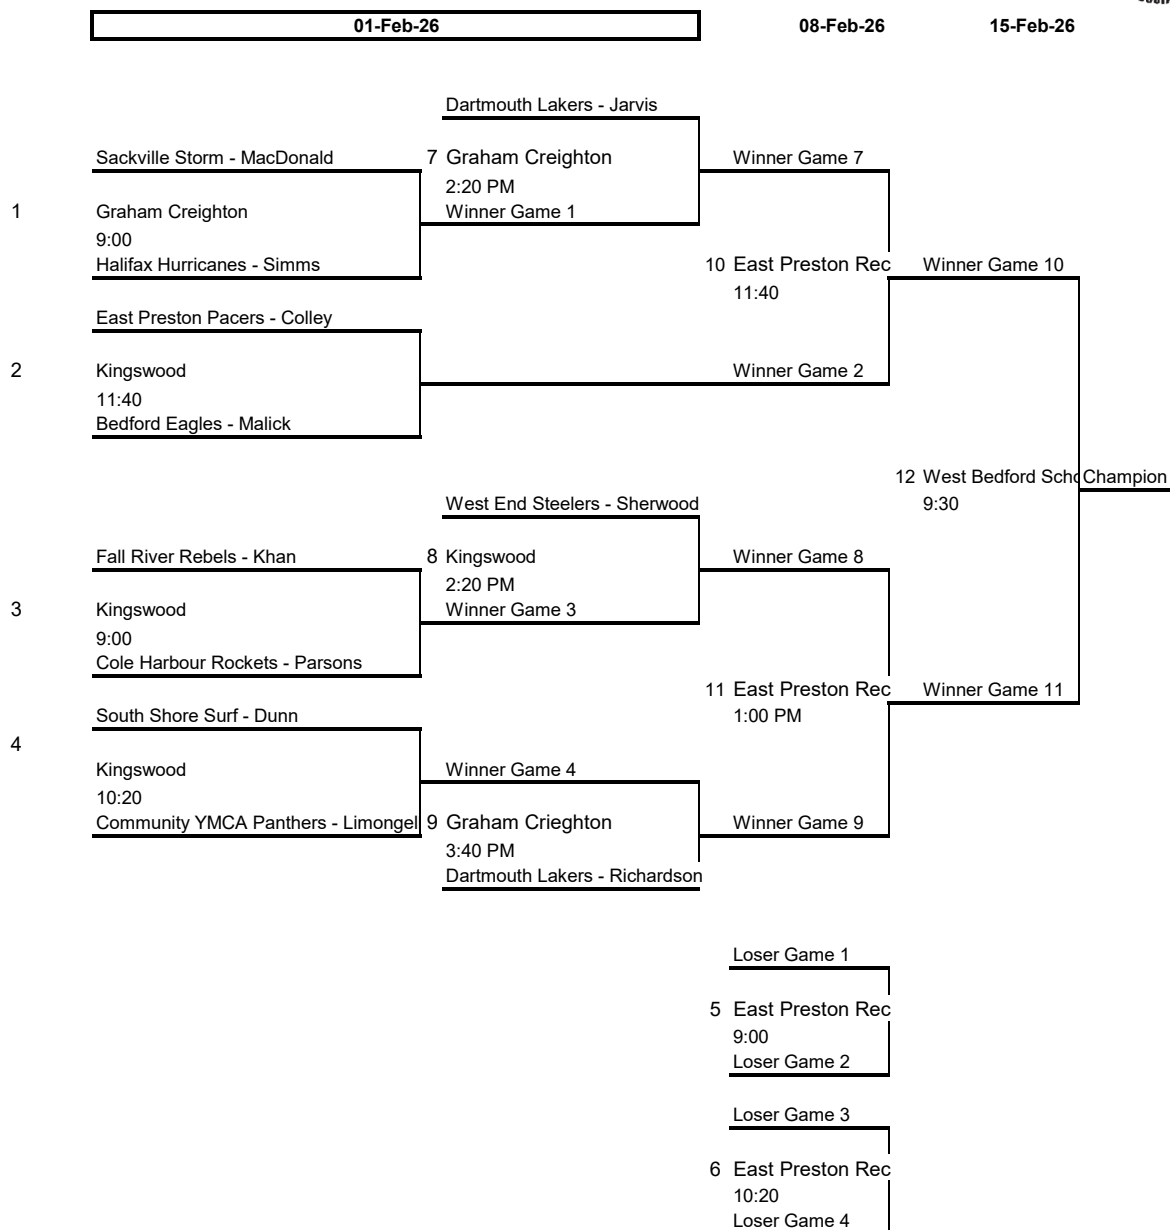 01-Feb-26
08-Feb-26
15-Feb-26
Dartmouth Lakers - Jarvis
Sackville Storm - MacDonald
7 Graham Creighton
Winner Game 7
2:20 PM
1
Graham Creighton
Winner Game 1
9:00
Halifax Hurricanes - Simms
10 East Preston Rec
Winner Game 10
11:40
East Preston Pacers - Colley
2
Kingswood
Winner Game 2
11:40
Bedford Eagles - Malick
12 West Bedford Scho
Champion
West End Steelers - Sherwood
9:30
Fall River Rebels - Khan
8 Kingswood
Winner Game 8
2:20 PM
3
Kingswood
Winner Game 3
9:00
Cole Harbour Rockets - Parsons
11 East Preston Rec
Winner Game 11
South Shore Surf - Dunn
1:00 PM
4
Kingswood
Winner Game 4
10:20
Community YMCA Panthers - Limongel
9 Graham Crieghton
Winner Game 9
3:40 PM
Dartmouth Lakers - Richardson
Loser Game 1
5 East Preston Rec
9:00
Loser Game 2
Loser Game 3
6 East Preston Rec
10:20
Loser Game 4